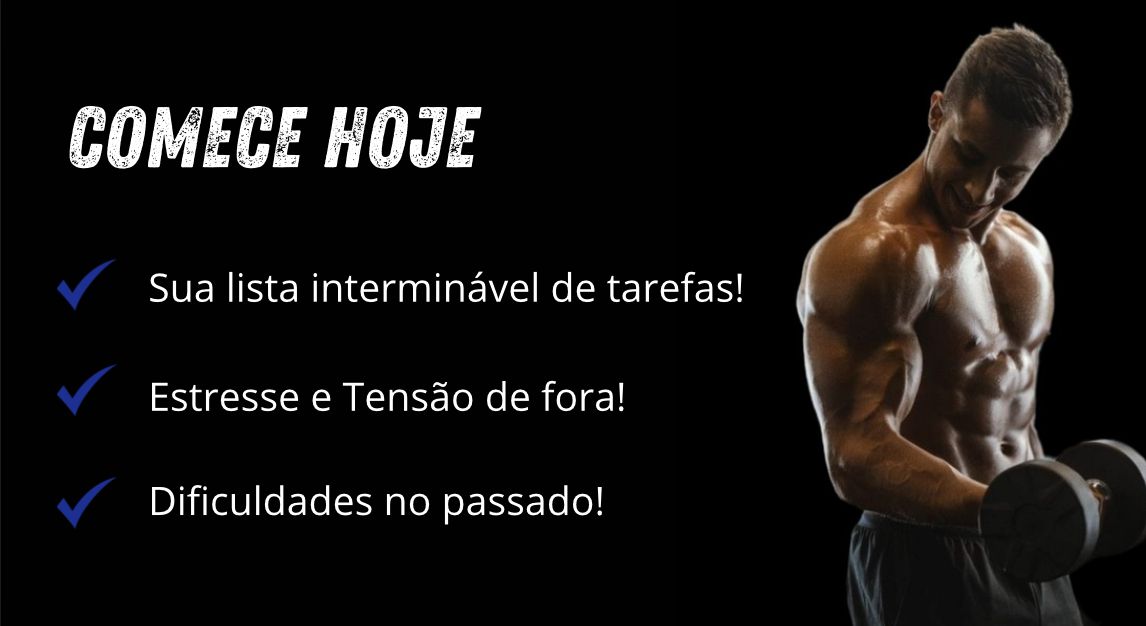 COMECE HOJE
Sua lista interminável de tarefas!
Estresse e Tensão de fora!
Dificuldades no passado!